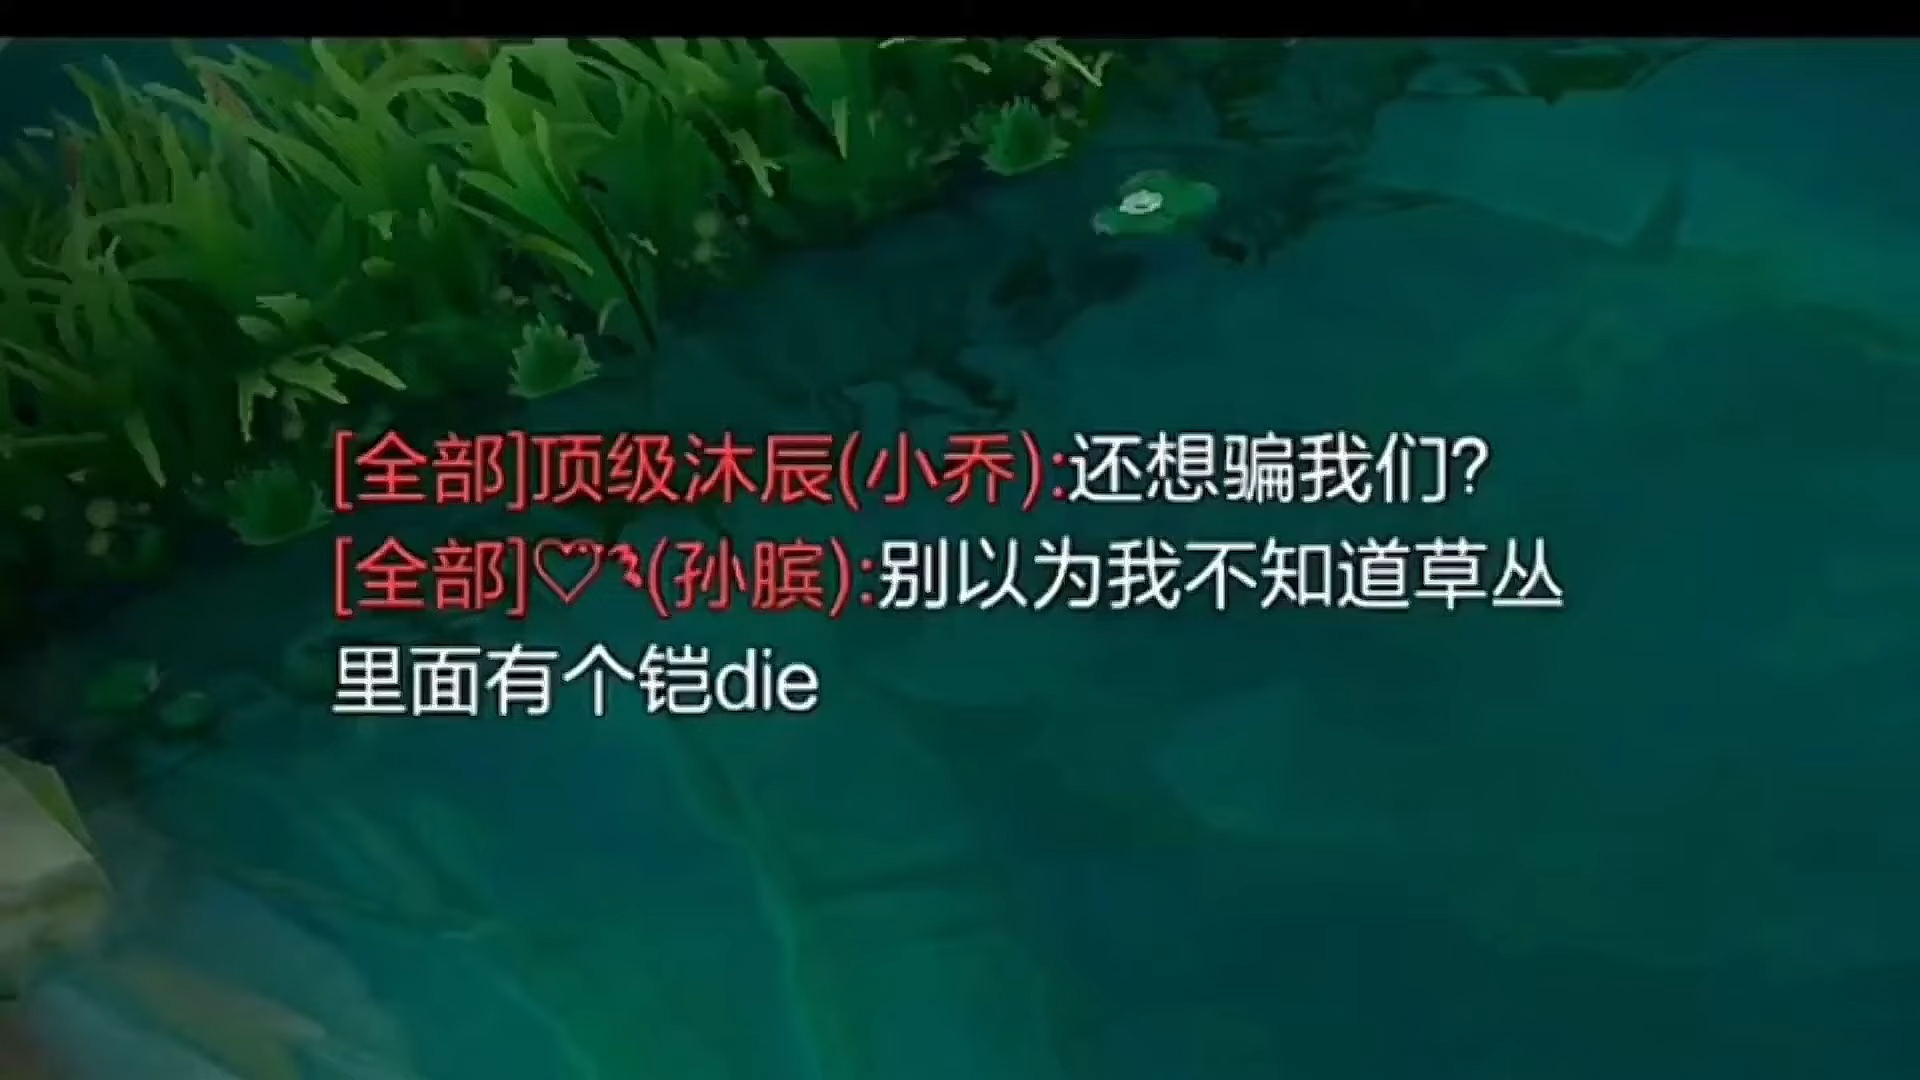 [全部]顶级沐辰(小乔):还想骗我们?
[全部]♡̈⃝(孙膑):别以为我不知道草丛
里面有个铠die